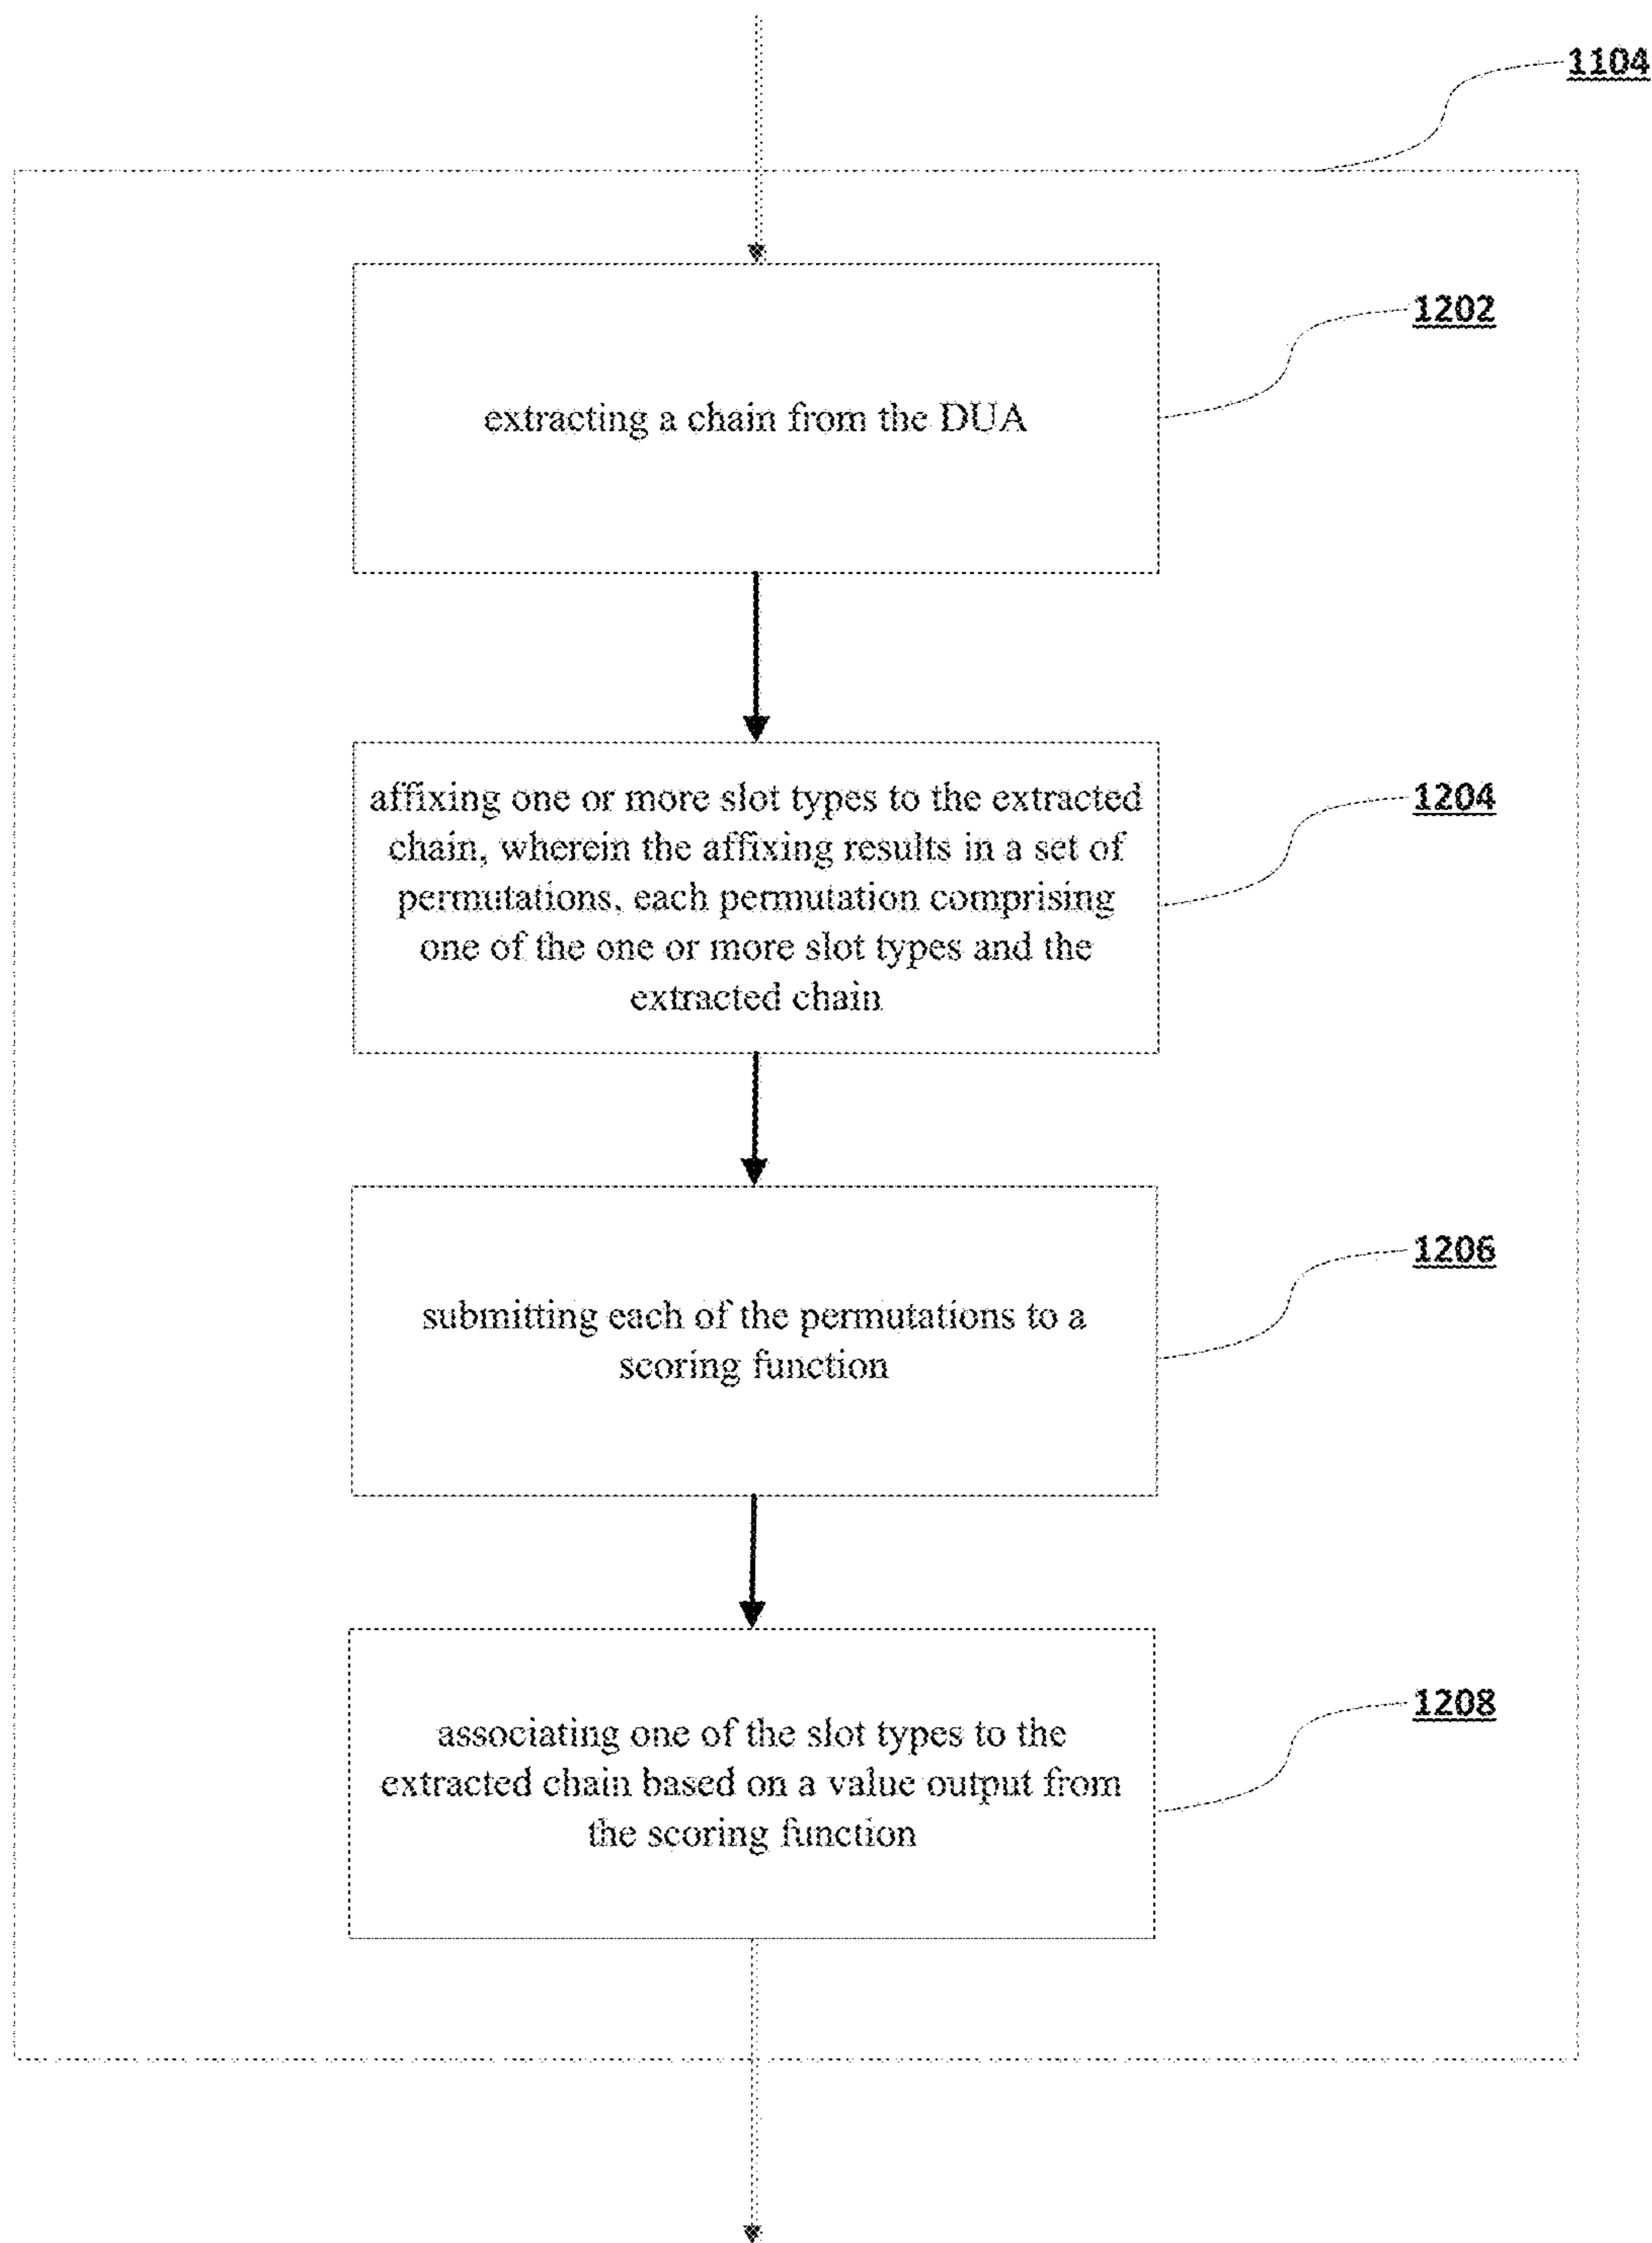 1104
1202
extracting a chain from the DUA
affixing one or more slot types to the extracted
1204
chain, wherein the affixing results in a set of
permutations, each permutation comprising
one of the one or more slot types and the
extracted chain
1206
submitting each of the permutations to a
scoring function
1208
associating one of the slot types to the
extracted chain based on a value output from
the scoring function